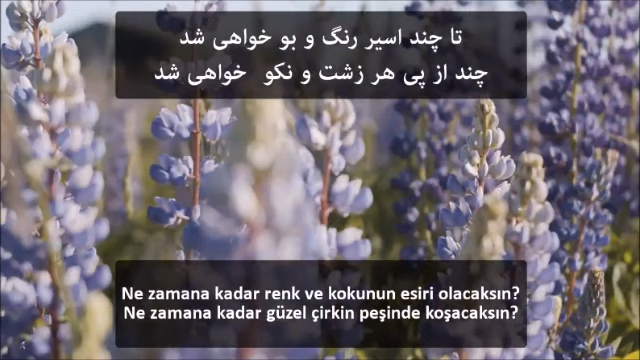 تا چند اسیر رنگ و بو خواهی شد
چند از پی هر زشت و نکو خواهی شد
Ne zamana kadar renk ve kokunun esiri olacaksın?
Ne zamana kadar güzel çirkin peşinde koşacaksın?